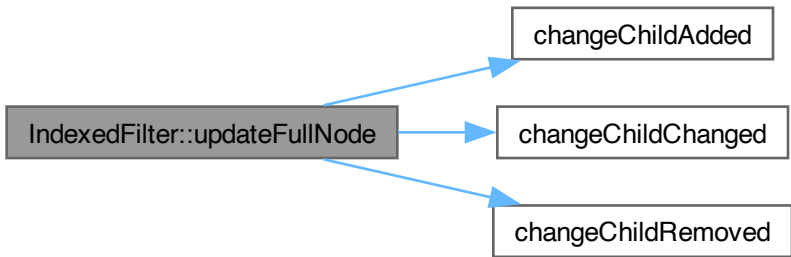 changeChildAdded
IndexedFilter::updateFullNode
changeChildChanged
changeChildRemoved